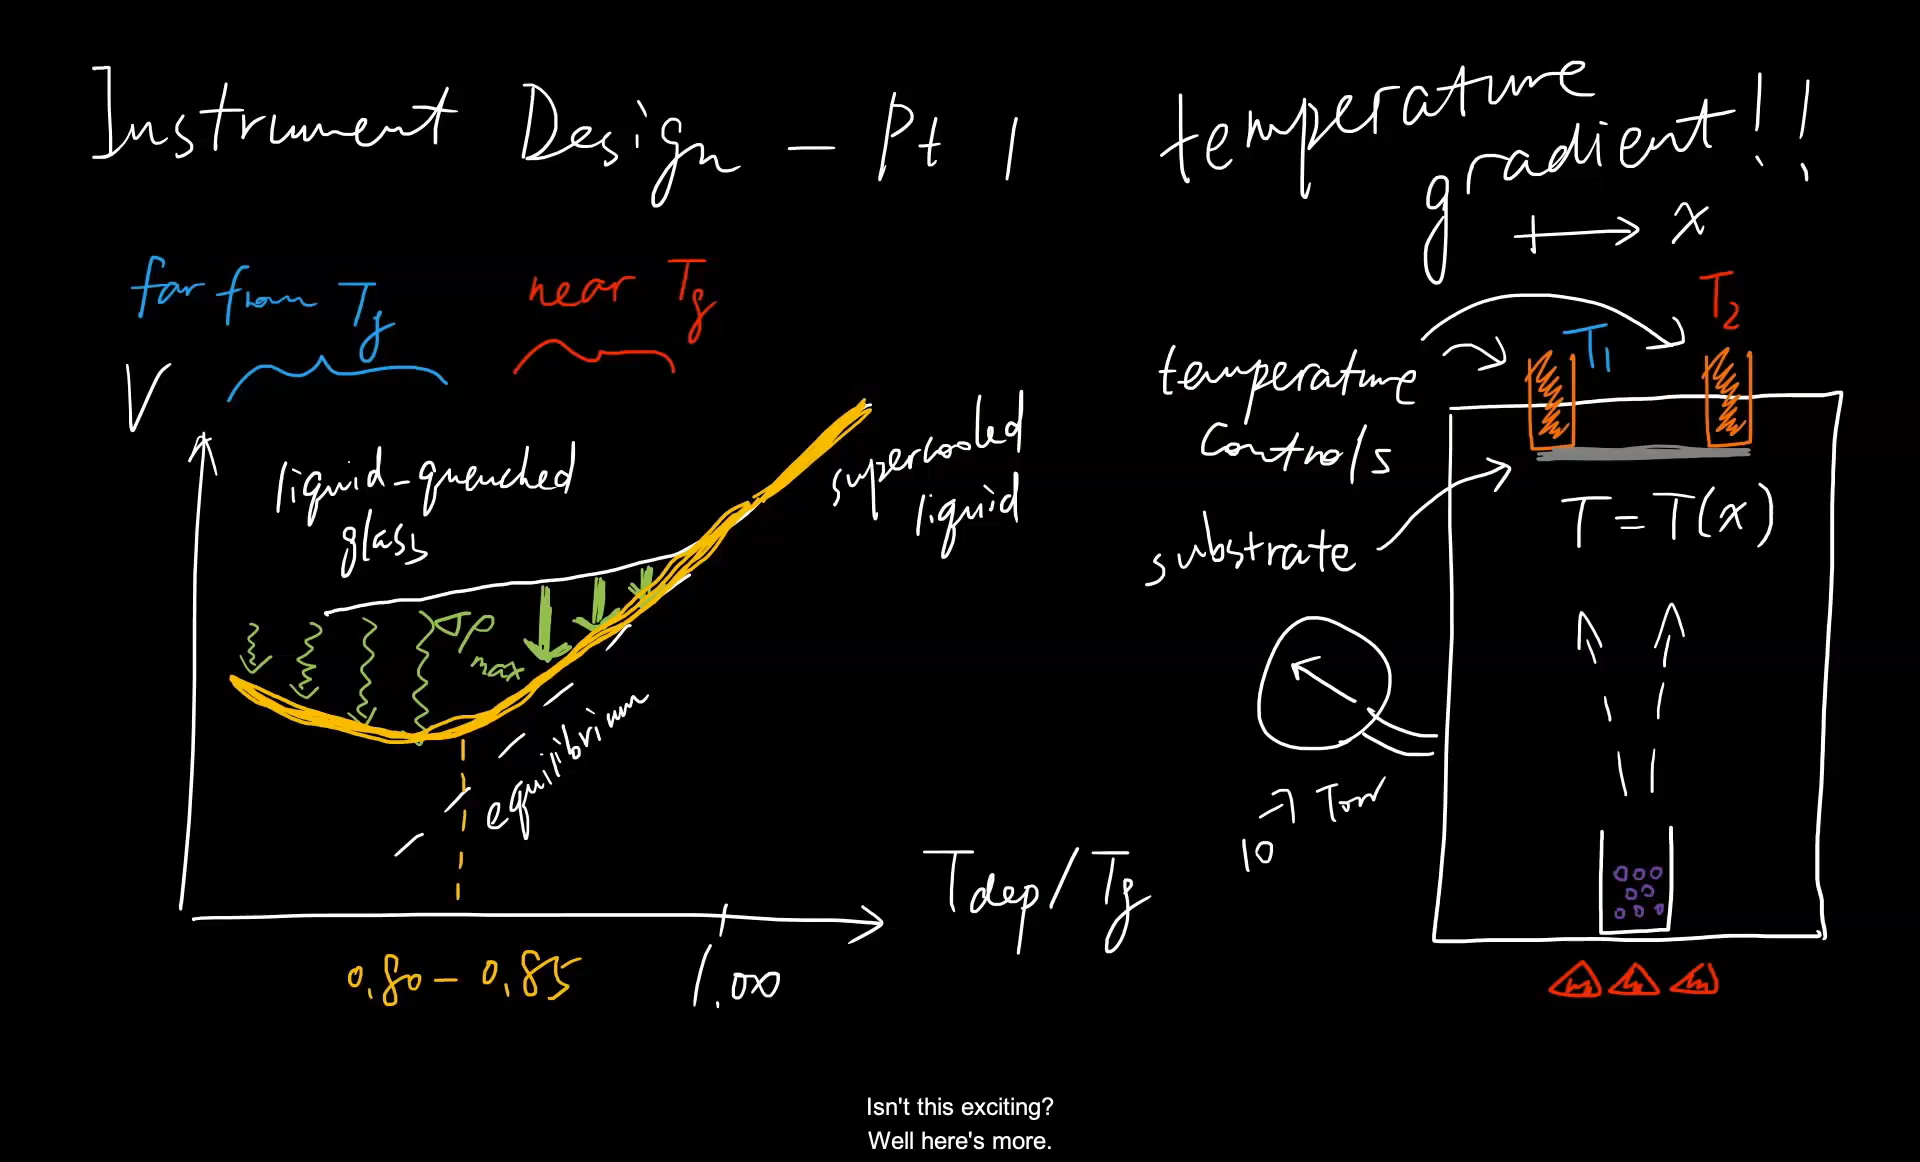 Instrument Design - Pt 1
temperature
gradient!!
x
far from Tg
near Tg
V
liquid-quenched
glass
supercooled
liquid
Δρmax
equilibrium
Tdep/Tg
0.80 - 0.85
1.00
T1
T2
temperature
controls
substrate
T = T(x)
10⁻⁷ Torr
Isn't this exciting?
Well here's more.